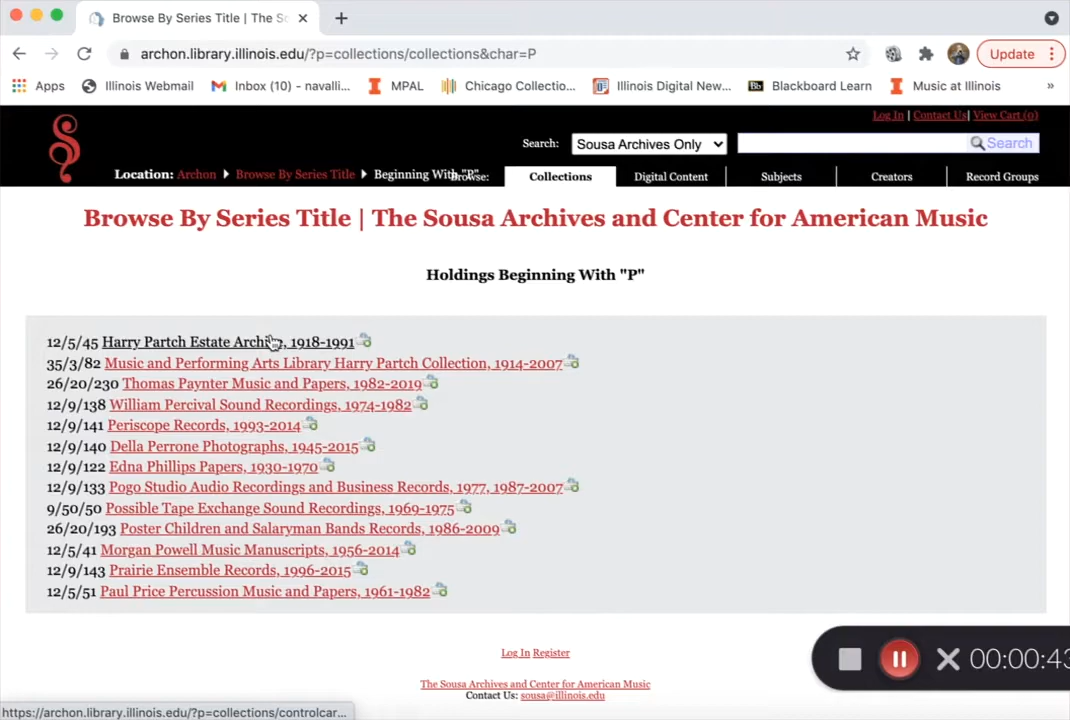 Browse By Series Title | The So
archon.library.illinois.edu/?p=collections/collections&char=P
Update
Apps
Illinois Webmail
Inbox (10) - navalli...
MPAL
Chicago Collectio...
Illinois Digital New...
Bb
Blackboard Learn
Music at Illinois
»
Log In | Contact Us| View Cart (0)
Search:
Sousa Archives Only
Search
Location: Archon Browse By Series Title Beginning With "P"
Browse:
Collections
Digital Content
Subjects
Creators
Record Groups
Browse By Series Title | The Sousa Archives and Center for American Music
Holdings Beginning With "P"
12/5/45 Harry Partch Estate Archive, 1918-1991
35/3/82 Music and Performing Arts Library Harry Partch Collection, 1914-2007
26/20/230 Thomas Paynter Music and Papers, 1982-2019
12/9/138 William Percival Sound Recordings, 1974-1982
12/9/141 Periscope Records, 1993-2014
12/9/140 Della Perrone Photographs, 1945-2015
12/9/122 Edna Phillips Papers, 1930-1970
12/9/133 Pogo Studio Audio Recordings and Business Records, 1977, 1987-2007
9/50/50 Possible Tape Exchange Sound Recordings, 1969-1975
26/20/193 Poster Children and Salaryman Bands Records, 1986-2009
12/5/41 Morgan Powell Music Manuscripts, 1956-2014
12/9/143 Prairie Ensemble Records, 1996-2015
12/5/51 Paul Price Percussion Music and Papers, 1961-1982
Log In Register
The Sousa Archives and Center for American Music
Contact Us: sousa@illinois.edu
00:00:43
https://archon.library.illinois.edu/?p=collections/controlcar...